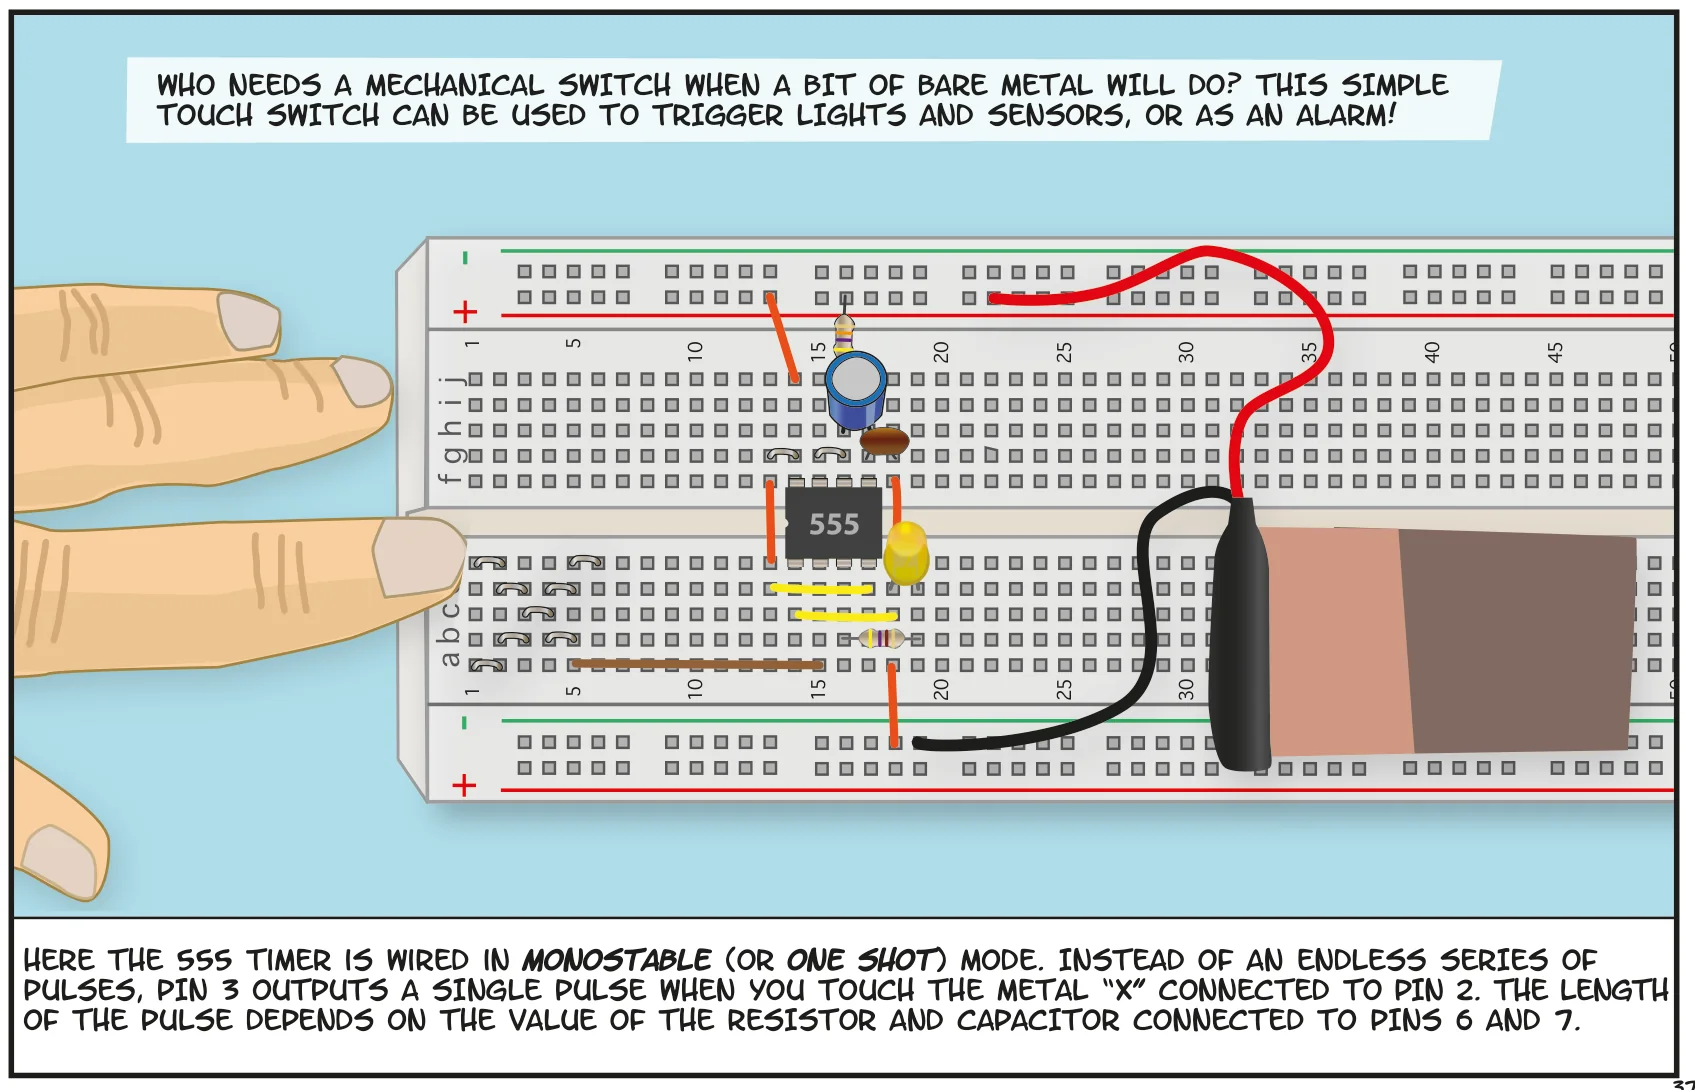 WHO NEEDS A MECHANICAL SWITCH WHEN A BIT OF BARE METAL WILL DO? THIS SIMPLE
TOUCH SWITCH CAN BE USED TO TRIGGER LIGHTS AND SENSORS, OR AS AN ALARM!
-
+
1 5 10 15 20 25 30 35 40 45 50
j
i
h
g
f
555
c
b
a
1 5 10 15 20 25 30 50
-
+
HERE THE 555 TIMER IS WIRED IN MONOSTABLE (OR ONE SHOT) MODE. INSTEAD OF AN ENDLESS SERIES OF
PULSES, PIN 3 OUTPUTS A SINGLE PULSE WHEN YOU TOUCH THE METAL "X" CONNECTED TO PIN 2. THE LENGTH
OF THE PULSE DEPENDS ON THE VALUE OF THE RESISTOR AND CAPACITOR CONNECTED TO PINS 6 AND 7.
37